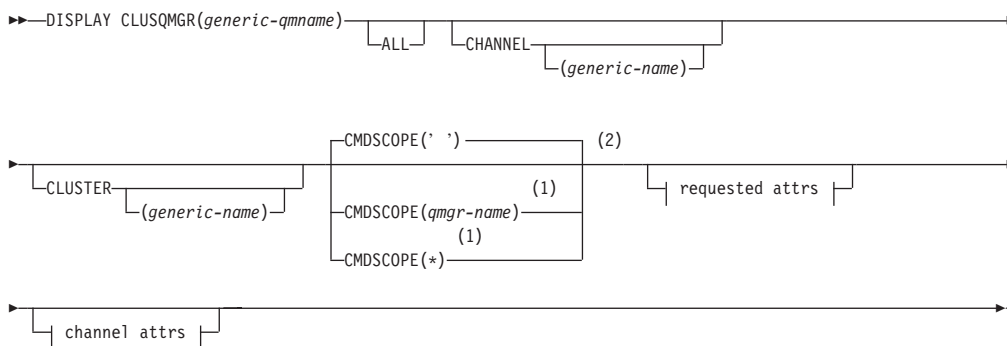 DISPLAY CLUSQMGR(generic-qmname)
ALL
CHANNEL
(generic-name)
CLUSTER
(generic-name)
CMDSCOPE(’ ’)
(2)
(1)
CMDSCOPE(qmgr-name)
(1)
CMDSCOPE(*)
requested attrs
channel attrs